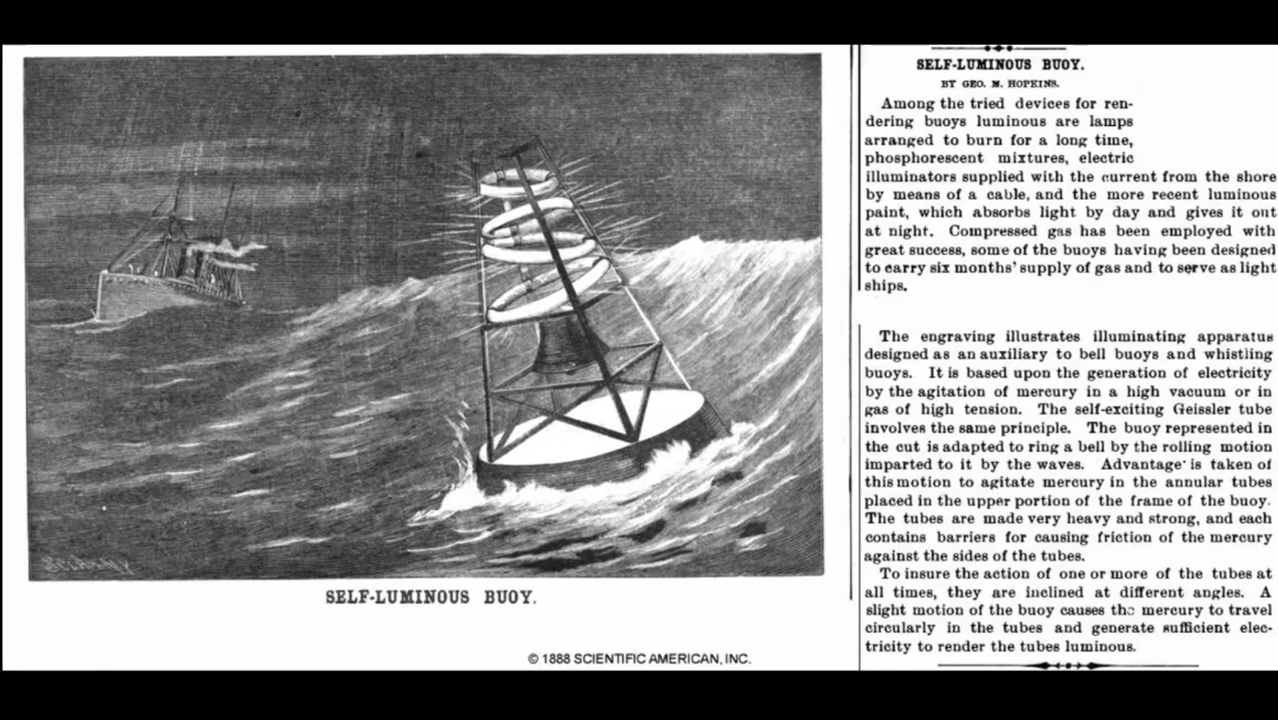 SELF-LUMINOUS BUOY.
© 1888 SCIENTIFIC AMERICAN, INC.
SELF-LUMINOUS BUOY.
BY GEO. M. HOPKINS.
Among the tried devices for ren-
dering buoys luminous are lamps
arranged to burn for a long time,
phosphorescent mixtures, electric
illuminators supplied with the current from the shore
by means of a cable, and the more recent luminous
paint, which absorbs light by day and gives it out
at night. Compressed gas has been employed with
great success, some of the buoys having been designed
to carry six months' supply of gas and to serve as light
ships.
The engraving illustrates illuminating apparatus
designed as an auxiliary to bell buoys and whistling
buoys. It is based upon the generation of electricity
by the agitation of mercury in a high vacuum or in
gas of high tension. The self-exciting Geissler tube
involves the same principle. The buoy represented in
the cut is adapted to ring a bell by the rolling motion
imparted to it by the waves. Advantage is taken of
this motion to agitate mercury in the annular tubes
placed in the upper portion of the frame of the buoy.
The tubes are made very heavy and strong, and each
contains barriers for causing friction of the mercury
against the sides of the tubes.
To insure the action of one or more of the tubes at
all times, they are inclined at different angles. A
slight motion of the buoy causes the mercury to travel
circularly in the tubes and generate sufficient elec-
tricity to render the tubes luminous.